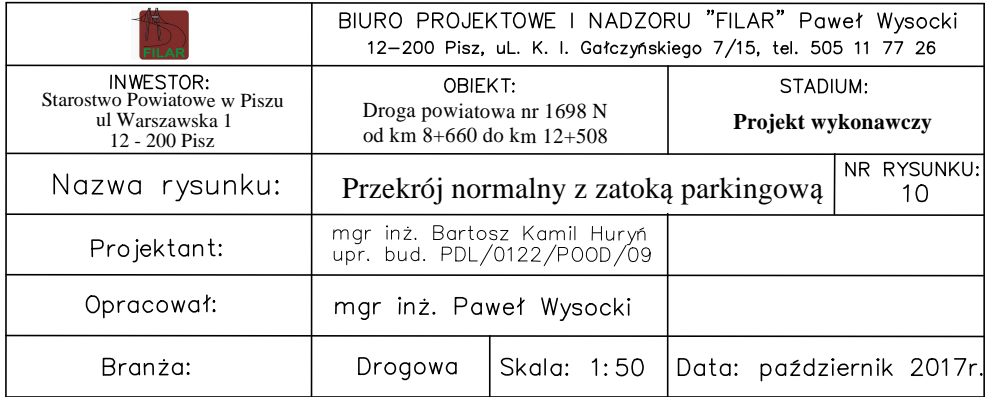 FILAR
BIURO PROJEKTOWE I NADZORU "FILAR" Paweł Wysocki
12-200 Pisz, uL. K. I. Gałczyńskiego 7/15, tel. 505 11 77 26
INWESTOR:
Starostwo Powiatowe w Piszu
ul Warszawska 1
12 - 200 Pisz
OBIEKT:
Droga powiatowa nr 1698 N
od km 8+660 do km 12+508
STADIUM:
Projekt wykonawczy
Nazwa rysunku:
Przekrój normalny z zatoką parkingową
NR RYSUNKU:
10
Projektant:
mgr inż. Bartosz Kamil Huryń
upr. bud. PDL/0122/POOD/09
Opracował:
mgr inż. Paweł Wysocki
Branża:
Drogowa
Skala: 1:50
Data: październik 2017r.